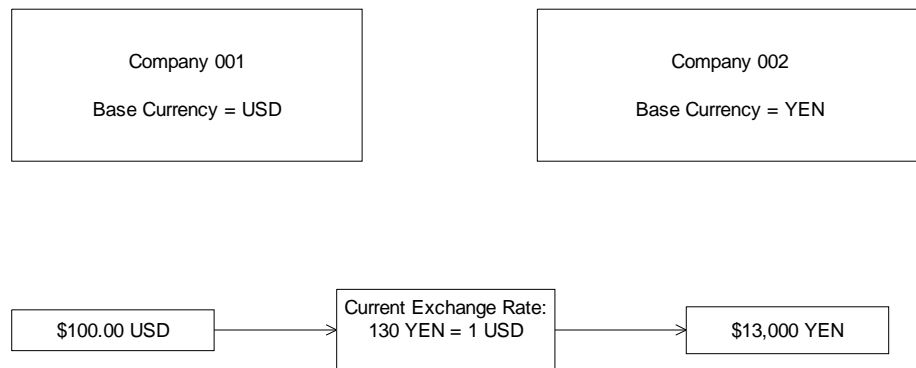 Company 001
Base Currency = USD
Company 002
Base Currency = YEN
$100.00 USD
Current Exchange Rate:
130 YEN = 1 USD
$13,000 YEN